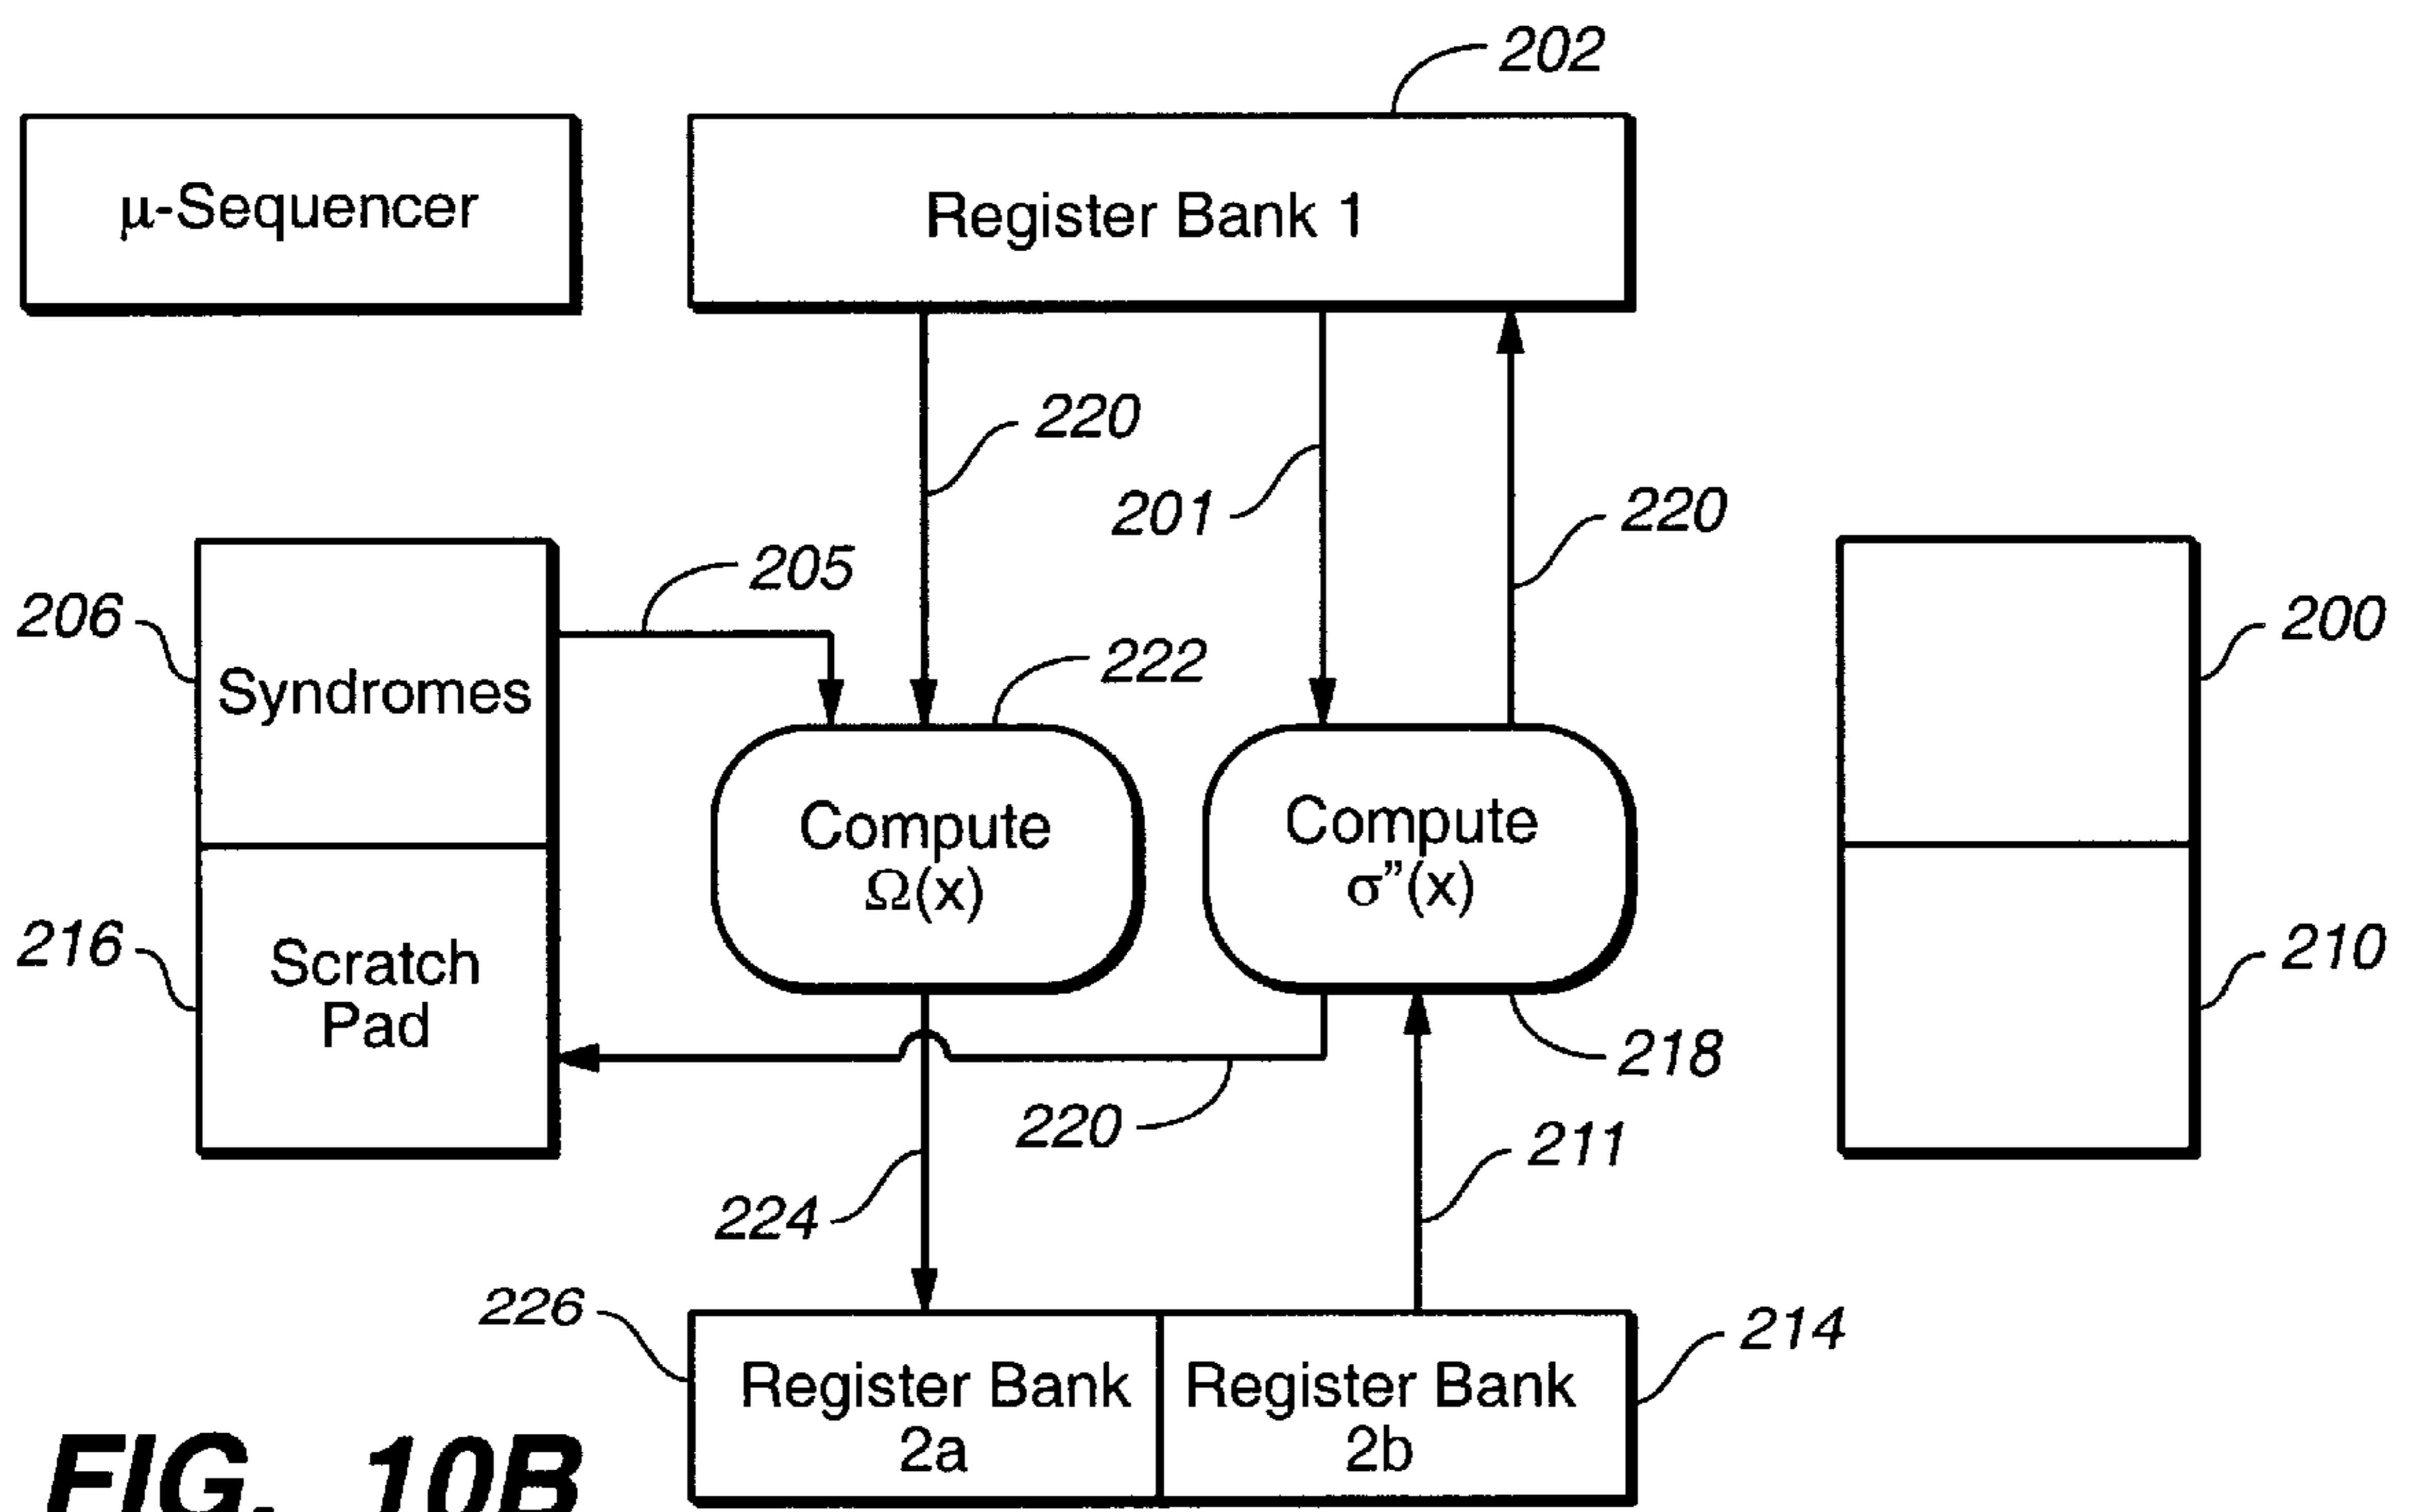 202
μ-Sequencer
Register Bank 1
220
201
220
205
206
200
222
Syndromes
Compute
Ω(x)
Compute
σ”(x)
216
Scratch
Pad
210
218
220
211
224
226
214
Register Bank
2a
Register Bank
2b
FIG. 10B